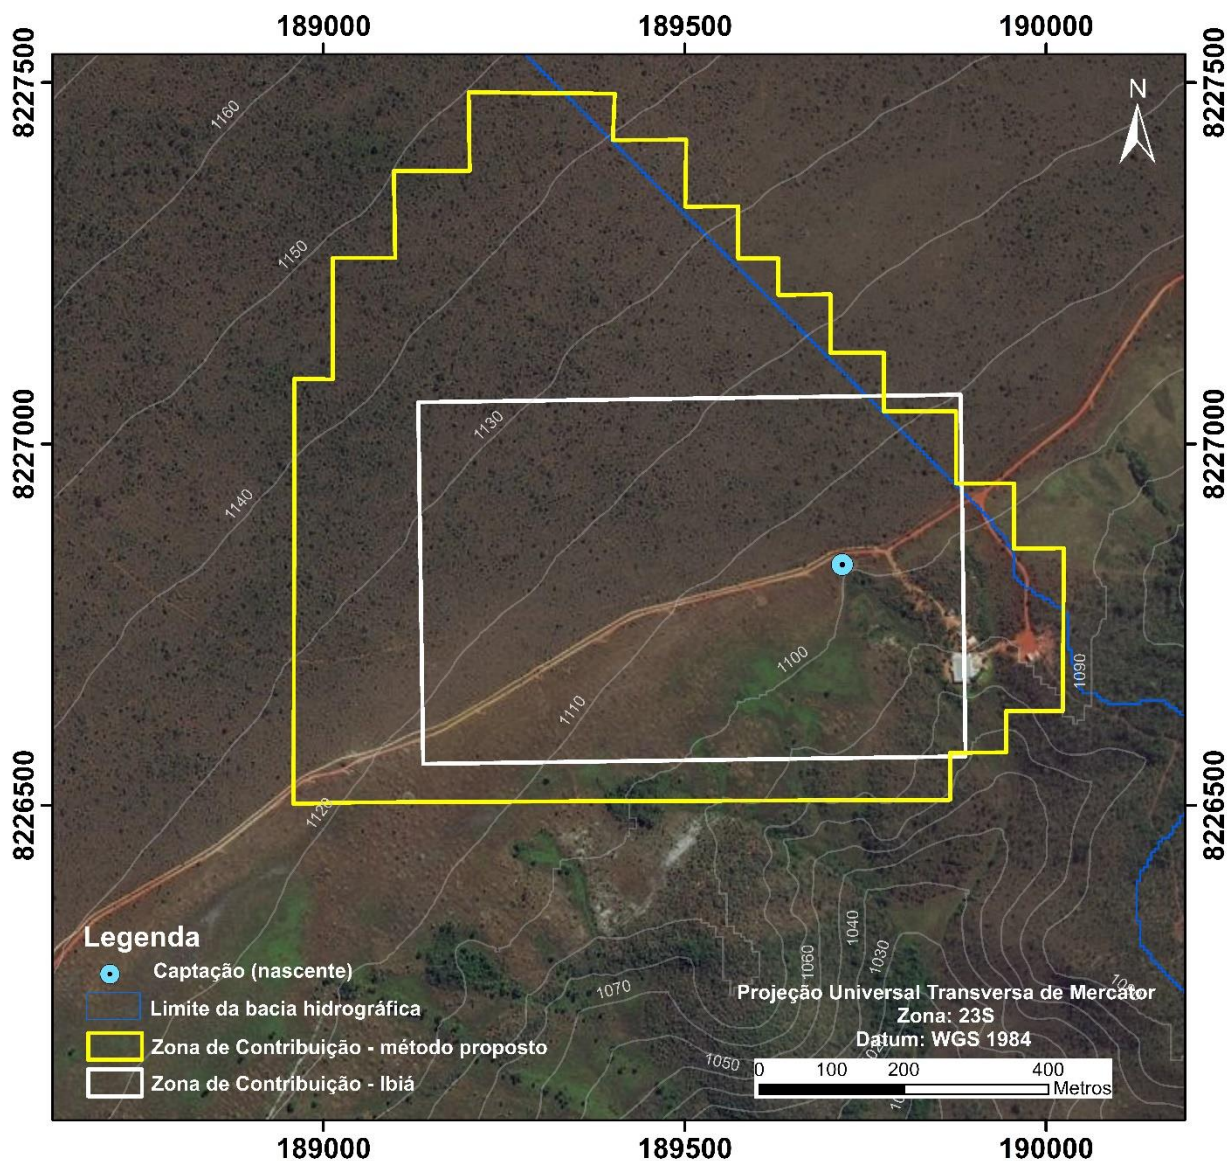 189000 189500 190000
8227500 8227500
N
1160
1150
1130
8227000 8227000
1140
1100
1090
1110
8226500 8226500
1120
Legenda
Captação (nascente)
Limite da bacia hidrográfica
Zona de Contribuição - método proposto
Zona de Contribuição - Ibiá
1040
1030
1060
1070
1050
Projeção Universal Transversa de Mercator
Zona: 23S
Datum: WGS 1984
0 100 200 400
Metros
189000 189500 190000